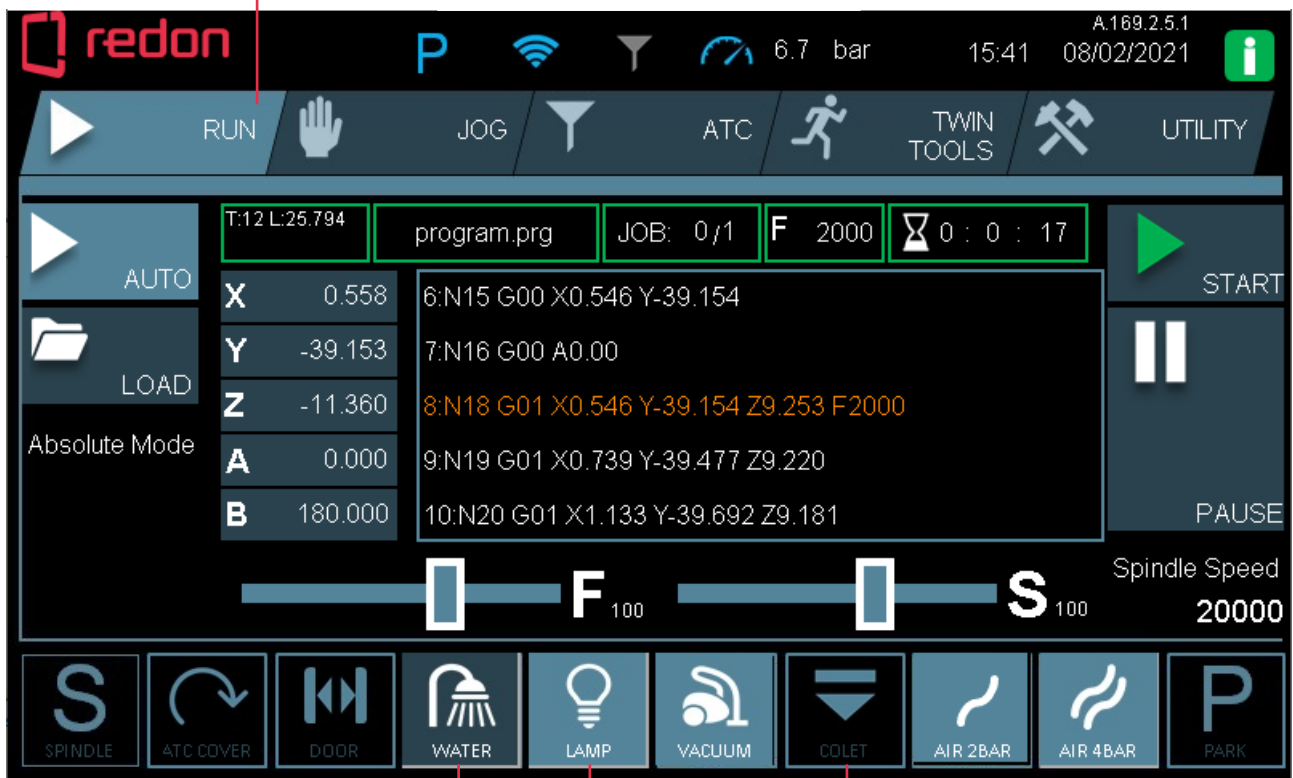 redon
P
6.7 bar
15:41
A.169.2.5.1
08/02/2021
i
RUN
JOG
ATC
TWIN
TOOLS
UTILITY
AUTO
LOAD
Absolute Mode
T:12 L:25.794
program.prg
JOB: 0/1
F 2000
0 : 0 : 17
X 0.558
Y -39.153
Z -11.360
A 0.000
B 180.000
6:N15 G00 X0.546 Y-39.154
7:N16 G00 A0.00
8:N18 G01 X0.546 Y-39.154 Z9.253 F2000
9:N19 G01 X0.739 Y-39.477 Z9.220
10:N20 G01 X1.133 Y-39.692 Z9.181
START
PAUSE
F 100
S 100
Spindle Speed
20000
S
SPINDLE
ATC COVER
DOOR
WATER
LAMP
VACUUM
COLET
AIR 2BAR
AIR 4BAR
P
PARK